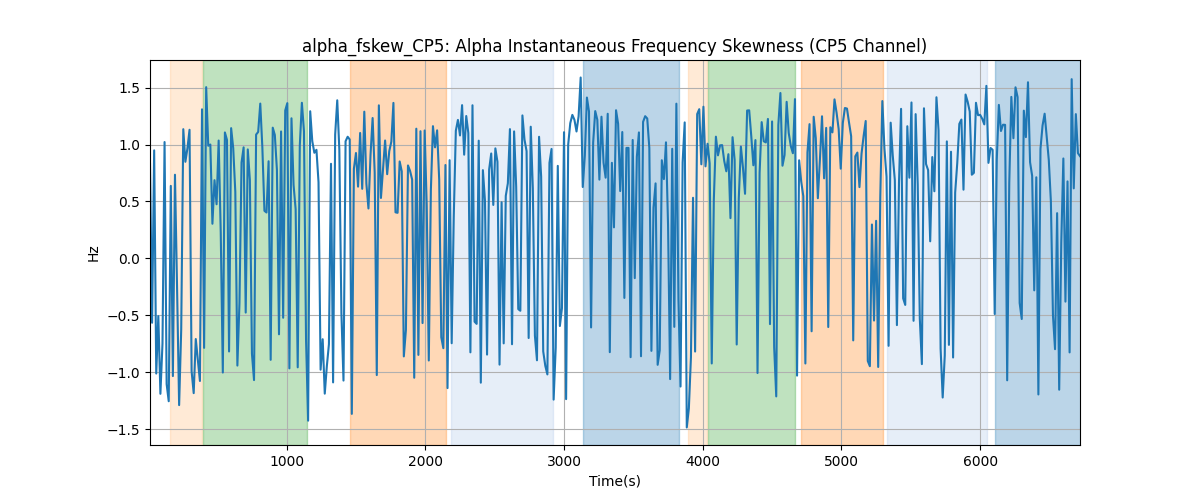 alpha_fskew_CP5: Alpha Instantaneous Frequency Skewness (CP5 Channel)
1.5
1.0
0.5
0.0
−0.5
−1.0
−1.5
Hz
1000 2000 3000 4000 5000 6000
Time(s)